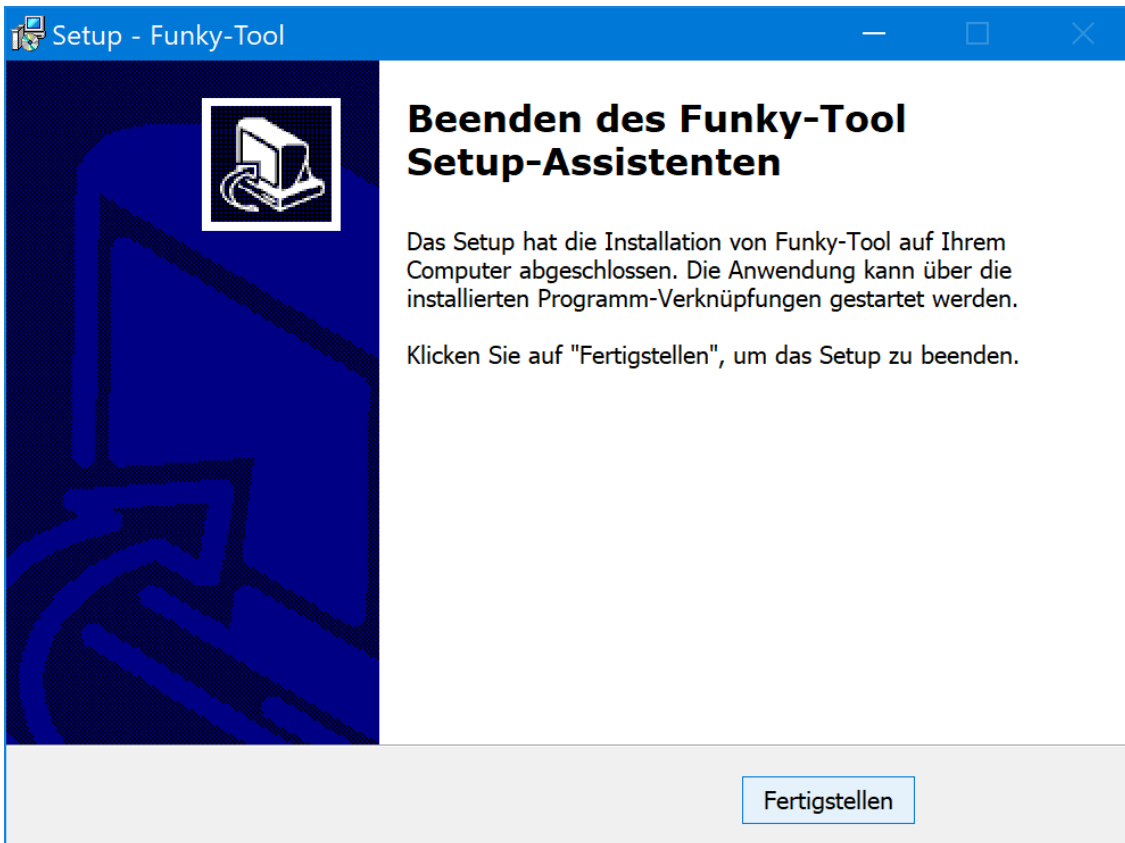 Setup - Funky-Tool
Beenden des Funky-Tool
Setup-Assistenten
Das Setup hat die Installation von Funky-Tool auf Ihrem
Computer abgeschlossen. Die Anwendung kann über die
installierten Programm-Verknüpfungen gestartet werden.
Klicken Sie auf "Fertigstellen", um das Setup zu beenden.
Fertigstellen